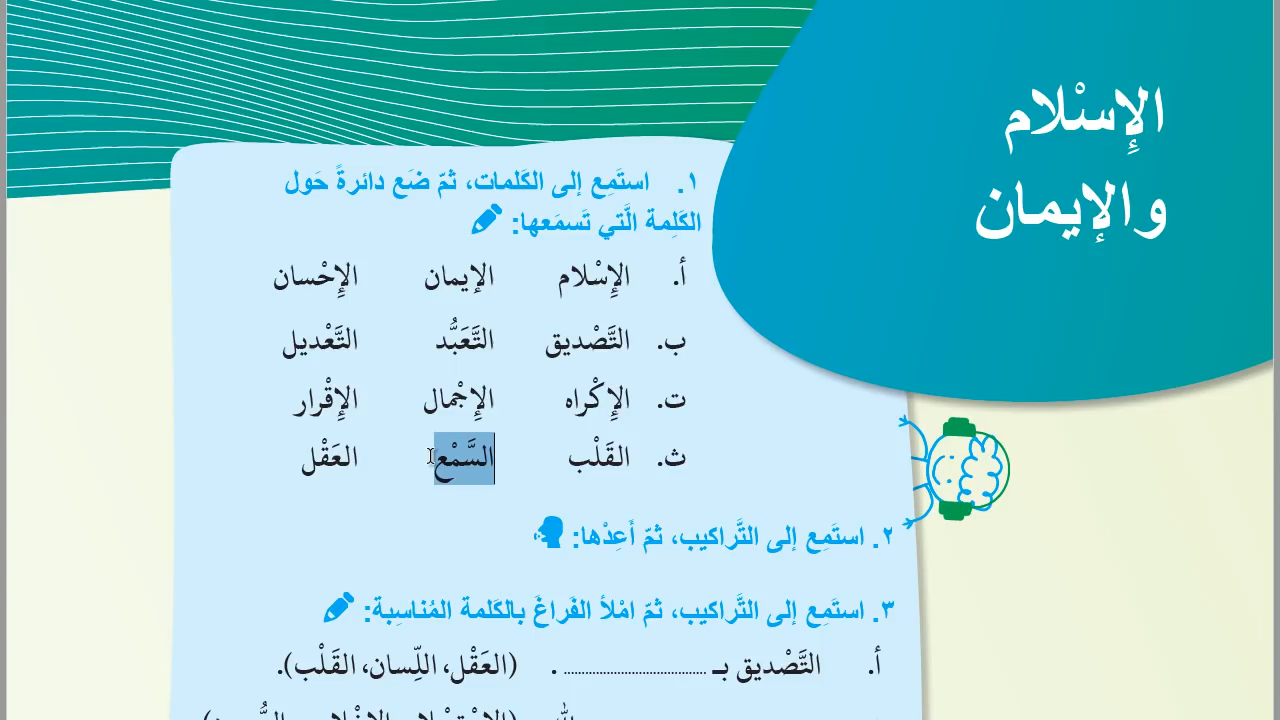 الإِسْلام
والإيمان
١. استَمِع إلى الكَلمات، ثمّ ضَع دائرةً حَول
الكَلِمة الَّتي تَسمَعها:
أ. الإِسْلام الإيمان الإِحْسان
ب. التَّصْديق التَّعَبُّد التَّعْديل
ت. الإِكْراه الإِجْمال الإِقْرار
ث. القَلْب السَّمْع العَقْل
٢. استَمِع إلى التَّراكيب، ثمّ أَعِدْها:
٣. استَمِع إلى التَّراكيب، ثمّ امْلأ الفَراغَ بالكَلمة المُناسِبة:
أ. التَّصْديق بـ .................................... . (العَقْل، اللِّسان، القَلْب).